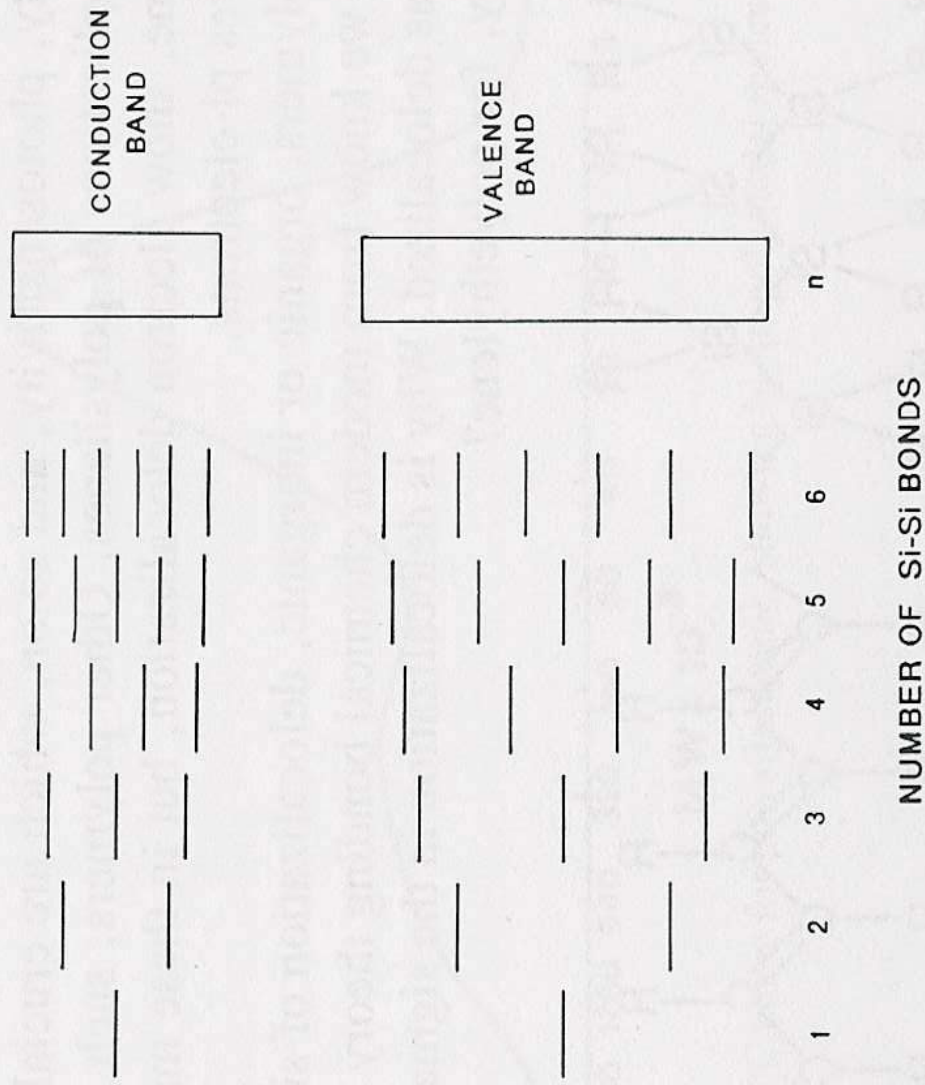 CONDUCTION
BAND
VALENCE
BAND
1 2 3 4 5 6 n
NUMBER OF Si-Si BONDS